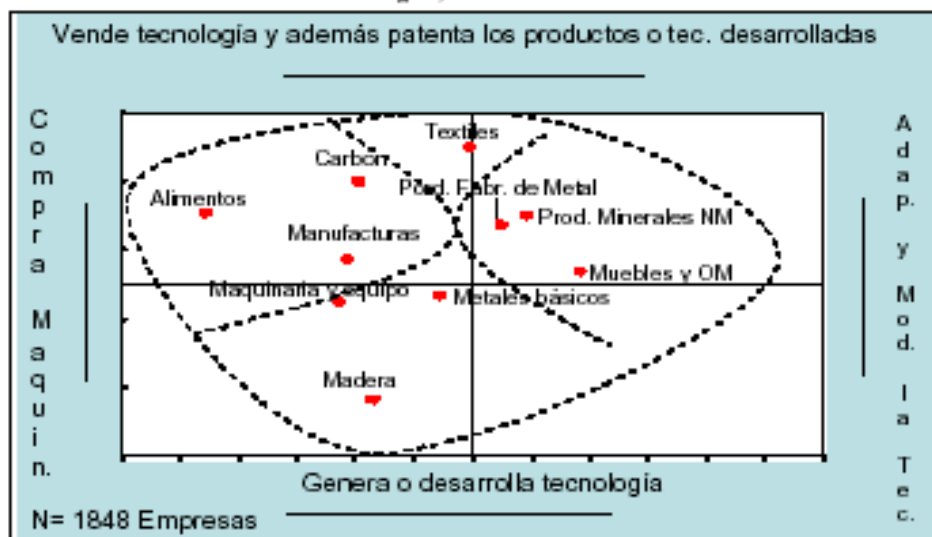 Vende tecnología y además patenta los productos o tec. desarrolladas
Compra Maquin.
Adap. y Mod. la Tec.
Textiles
Carbón
Pord. Fabr. de Metal
Alimentos
Prod. Minerales NM
Manufacturas
Muebles y OM
Maquinaria y equipo
Metales básicos
Madera
Genera o desarrolla tecnología
N= 1848 Empresas